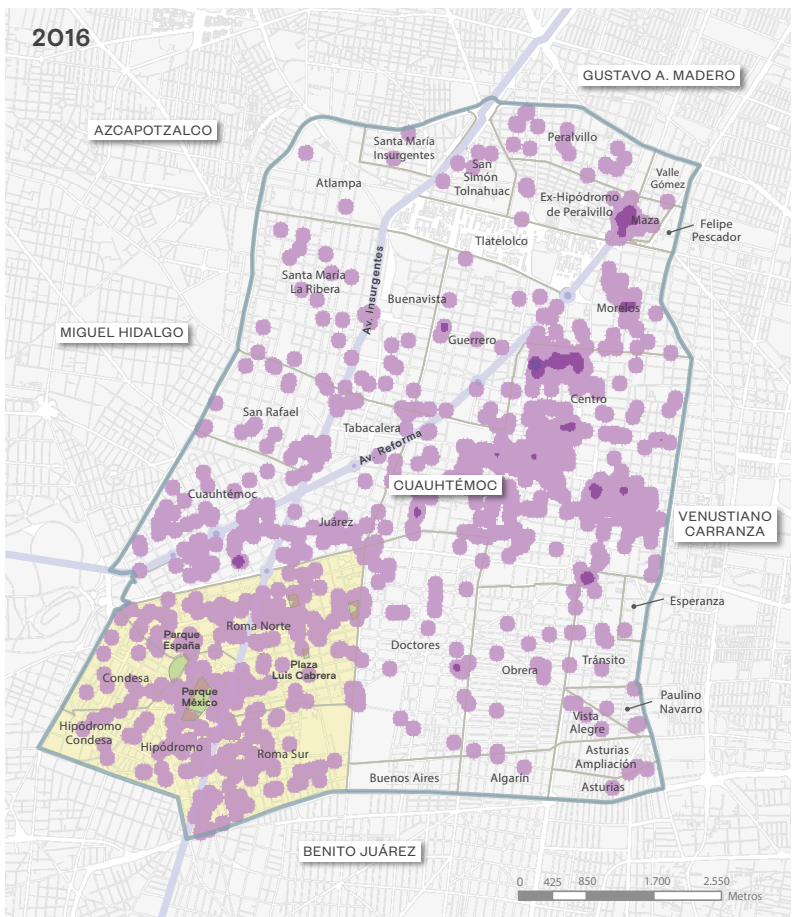 2016
GUSTAVO A. MADERO
AZCAPOTZALCO
Santa María
Insurgentes
Peralvillo
San
Simón
Tolnahuac
Valle
Gómez
Atlampa
Ex-Hipódromo
de Peralvillo
Maza
Felipe
Pescador
Tlatelolco
Santa María
La Ribera
Av. Insurgentes
Buenavista
Morelos
MIGUEL HIDALGO
Guerrero
Centro
San Rafael
Tabacalera
Av. Reforma
CUAUHTÉMOC
Cuauhtémoc
Juárez
VENUSTIANO
CARRANZA
Esperanza
Roma Norte
Parque
España
Doctores
Plaza
Luis Cabrera
Obrera
Tránsito
Condesa
Parque
México
Paulino
Navarro
Vista
Alegre
Hipódromo
Condesa
Hipódromo
Roma Sur
Asturias
Ampliación
Buenos Aires
Algarín
Asturias
BENITO JUÁREZ
0 425 850 1.700 2.550
Metros